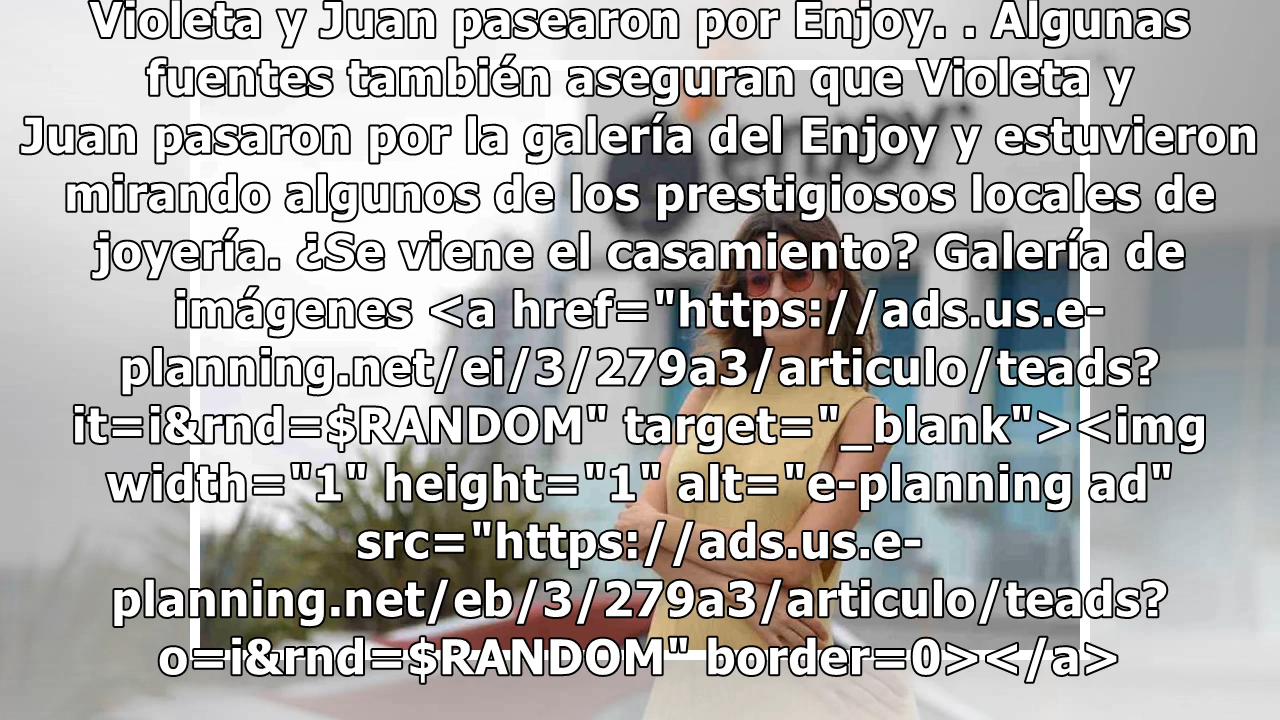 Violeta y Juan pasearon por Enjoy. . Algunas
fuentes también aseguran que Violeta y
Juan pasaron por la galería del Enjoy y estuvieron
mirando algunos de los prestigiosos locales de
joyería. ¿Se viene el casamiento? Galería de
imágenes <a href="https://ads.us.e-
planning.net/ei/3/279a3/articulo/teads?
it=i&rnd=$RANDOM" target="_blank"><img
width="1" height="1" alt="e-planning ad"
src="https://ads.us.e-
planning.net/eb/3/279a3/articulo/teads?
o=i&rnd=$RANDOM" border=0></a>